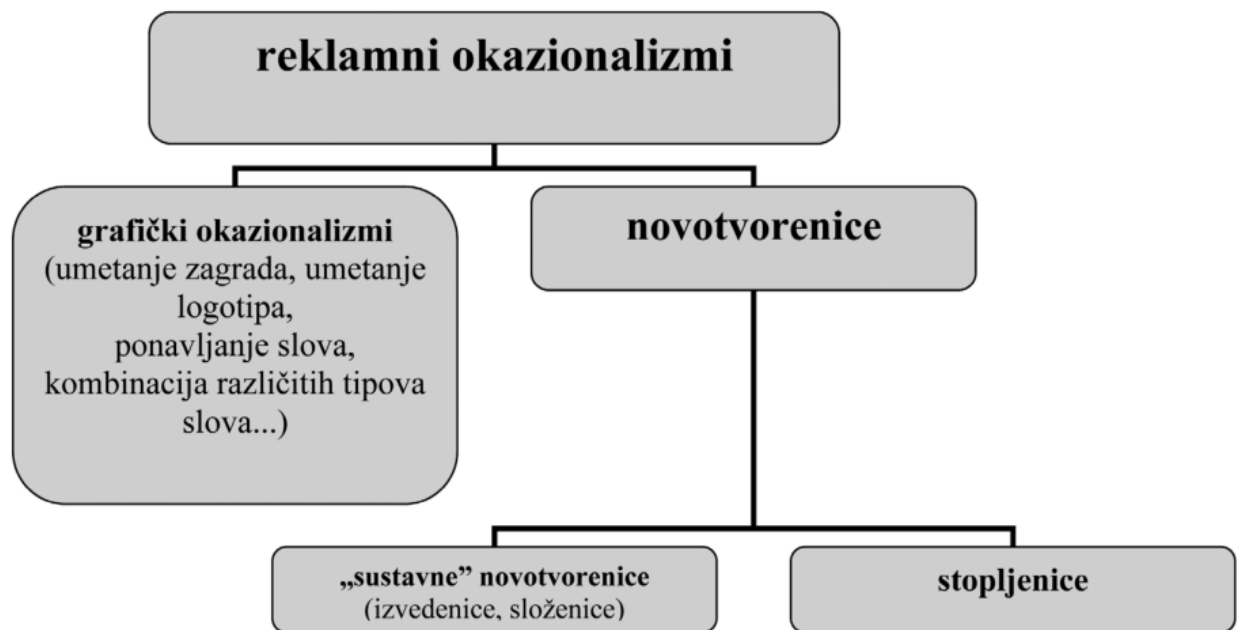 reklamni okazionalizmi
grafički okazionalizmi
(umetanje zagrada, umetanje
logotipa,
ponavljanje slova,
kombinacija različitih tipova
slova...)
novotvorenice
„sustavne” novotvorenice
(izvedenice, složenice)
stopljenice